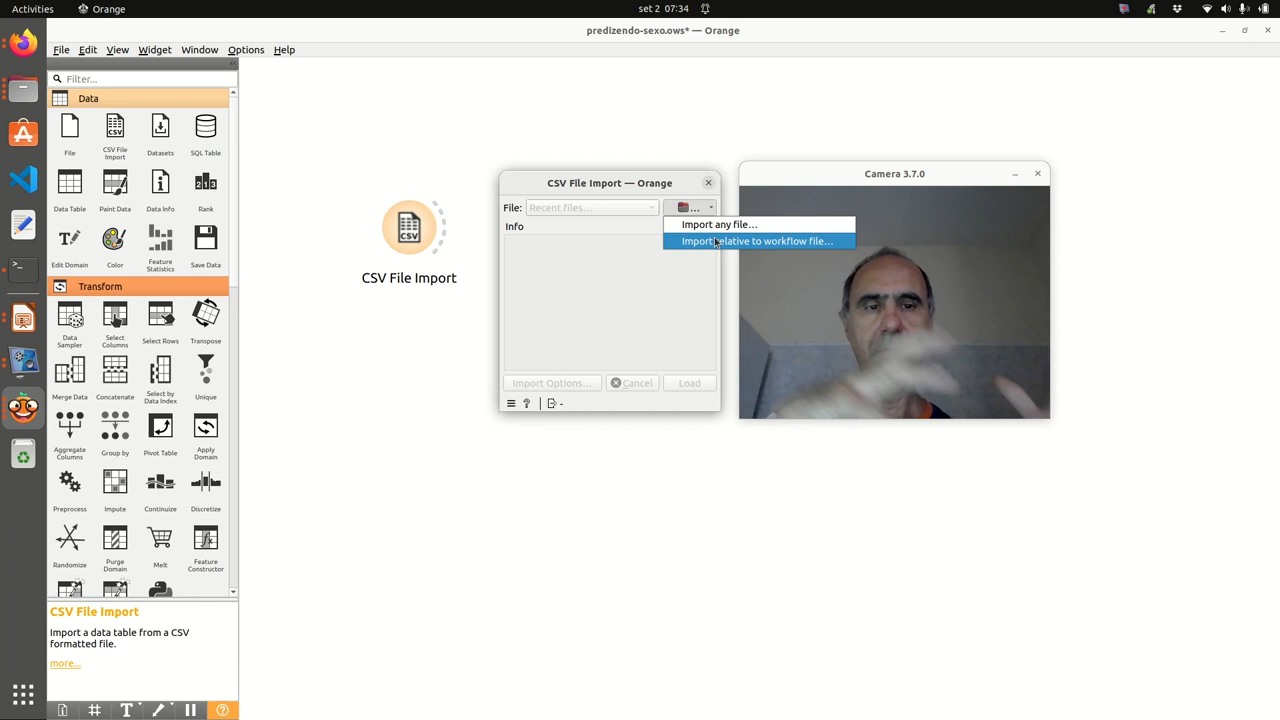 Activities
Orange
set 2 07:34
predizendo-sexo.ows* — Orange
File Edit View Widget Window Options Help
Filter...
Data
File
CSV File Import
Datasets
SQL Table
Data Table
Paint Data
Data Info
Rank
Edit Domain
Color
Feature Statistics
Save Data
Transform
Data Sampler
Select Columns
Select Rows
Transpose
Merge Data
Concatenate
Select by Data Index
Unique
Aggregate Columns
Group by
Pivot Table
Apply Domain
Preprocess
Impute
Continuize
Discretize
Randomize
Purge Domain
Melt
Feature Constructor
CSV File Import
Import a data table from a CSV
formatted file.
more...
CSV File Import
CSV File Import — Orange
File: Recent files… ...
Info
Import any file…
Import relative to workflow file…
Import Options… Cancel Load
Camera 3.7.0